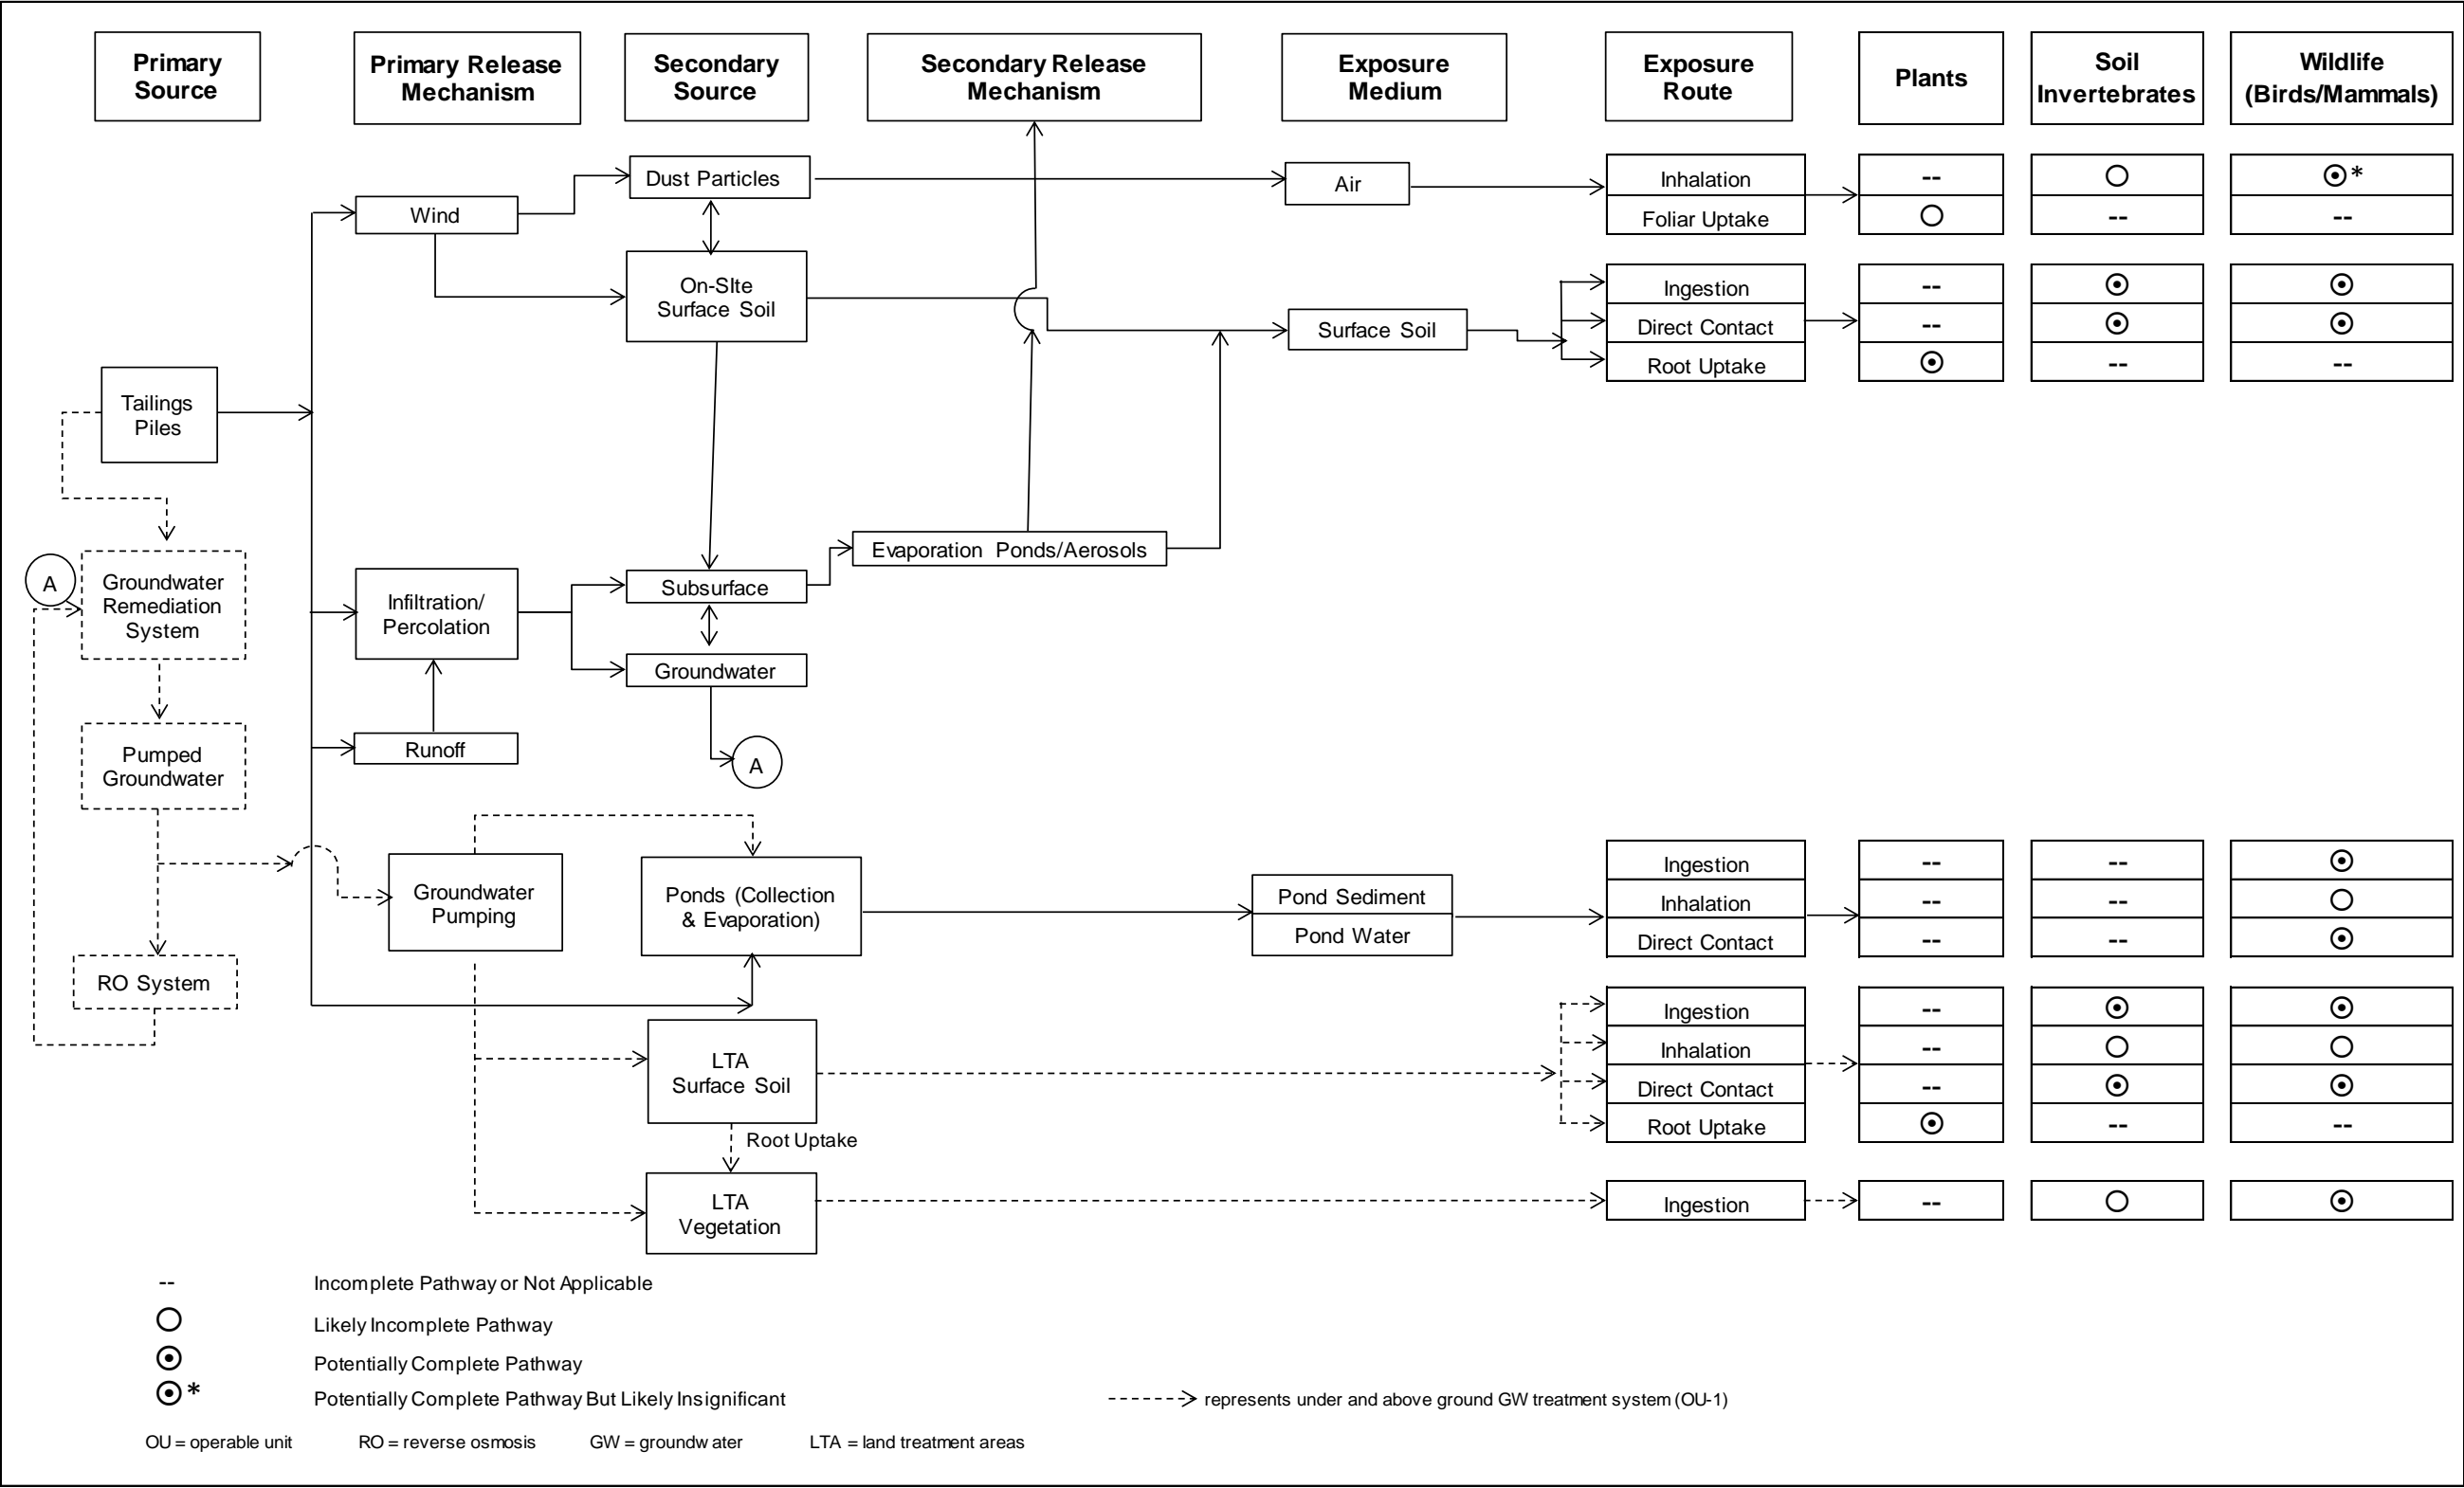 Primary
Source
Primary Release
Mechanism
Secondary
Source
Secondary Release
Mechanism
Exposure
Medium
Exposure
Route
Plants
Soil
Invertebrates
Wildlife
(Birds/Mammals)
Dust Particles
Air
Inhalation
--
*
Wind
Foliar Uptake
--
--
On-SIte
Surface Soil
Surface Soil
Ingestion
--
Direct Contact
--
Root Uptake
--
--
Tailings
Piles
A
Groundwater
Remediation
System
Infiltration/
Percolation
Subsurface
Evaporation Ponds/Aerosols
Groundwater
Pumped
Groundwater
Runoff
A
Groundwater
Pumping
Ponds (Collection
& Evaporation)
Pond Sediment
Pond Water
Ingestion
--
--
Inhalation
--
--
Direct Contact
--
--
RO System
LTA
Surface Soil
Ingestion
--
Inhalation
--
Direct Contact
--
Root Uptake
--
--
Root Uptake
LTA
Vegetation
Ingestion
--
-- Incomplete Pathway or Not Applicable
Likely Incomplete Pathway
Potentially Complete Pathway
* Potentially Complete Pathway But Likely Insignificant
represents under and above ground GW treatment system (OU-1)
OU = operable unit RO = reverse osmosis GW = groundwater LTA = land treatment areas